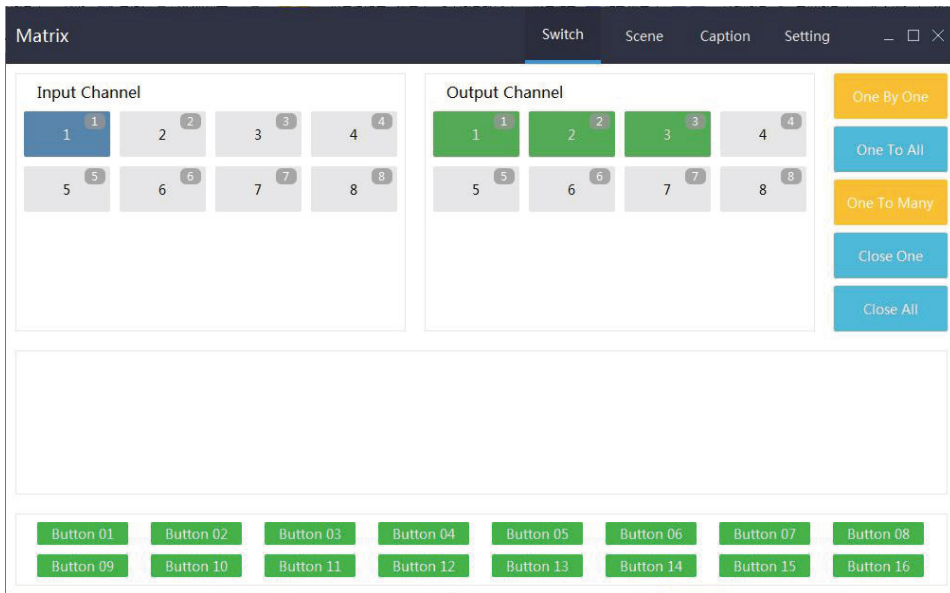 Matrix Switch Scene Caption Setting
Input Channel
1 1 2 2 3 3 4 4
5 5 6 6 7 7 8 8
Output Channel
1 1 2 2 3 3 4 4
5 5 6 6 7 7 8 8
One By One
One To All
One To Many
Close One
Close All
Button 01 Button 02 Button 03 Button 04 Button 05 Button 06 Button 07 Button 08
Button 09 Button 10 Button 11 Button 12 Button 13 Button 14 Button 15 Button 16